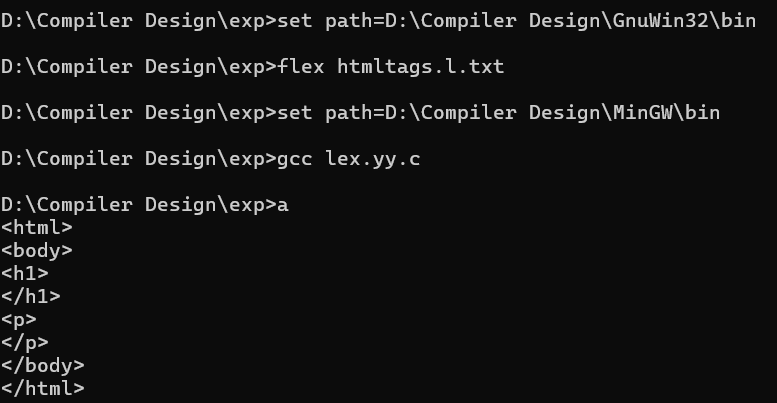 D:\Compiler Design\exp>set path=D:\Compiler Design\GnuWin32\bin
D:\Compiler Design\exp>flex htmltags.l.txt
D:\Compiler Design\exp>set path=D:\Compiler Design\MinGW\bin
D:\Compiler Design\exp>gcc lex.yy.c
D:\Compiler Design\exp>a
<html>
<body>
<h1>
</h1>
<p>
</p>
</body>
</html>